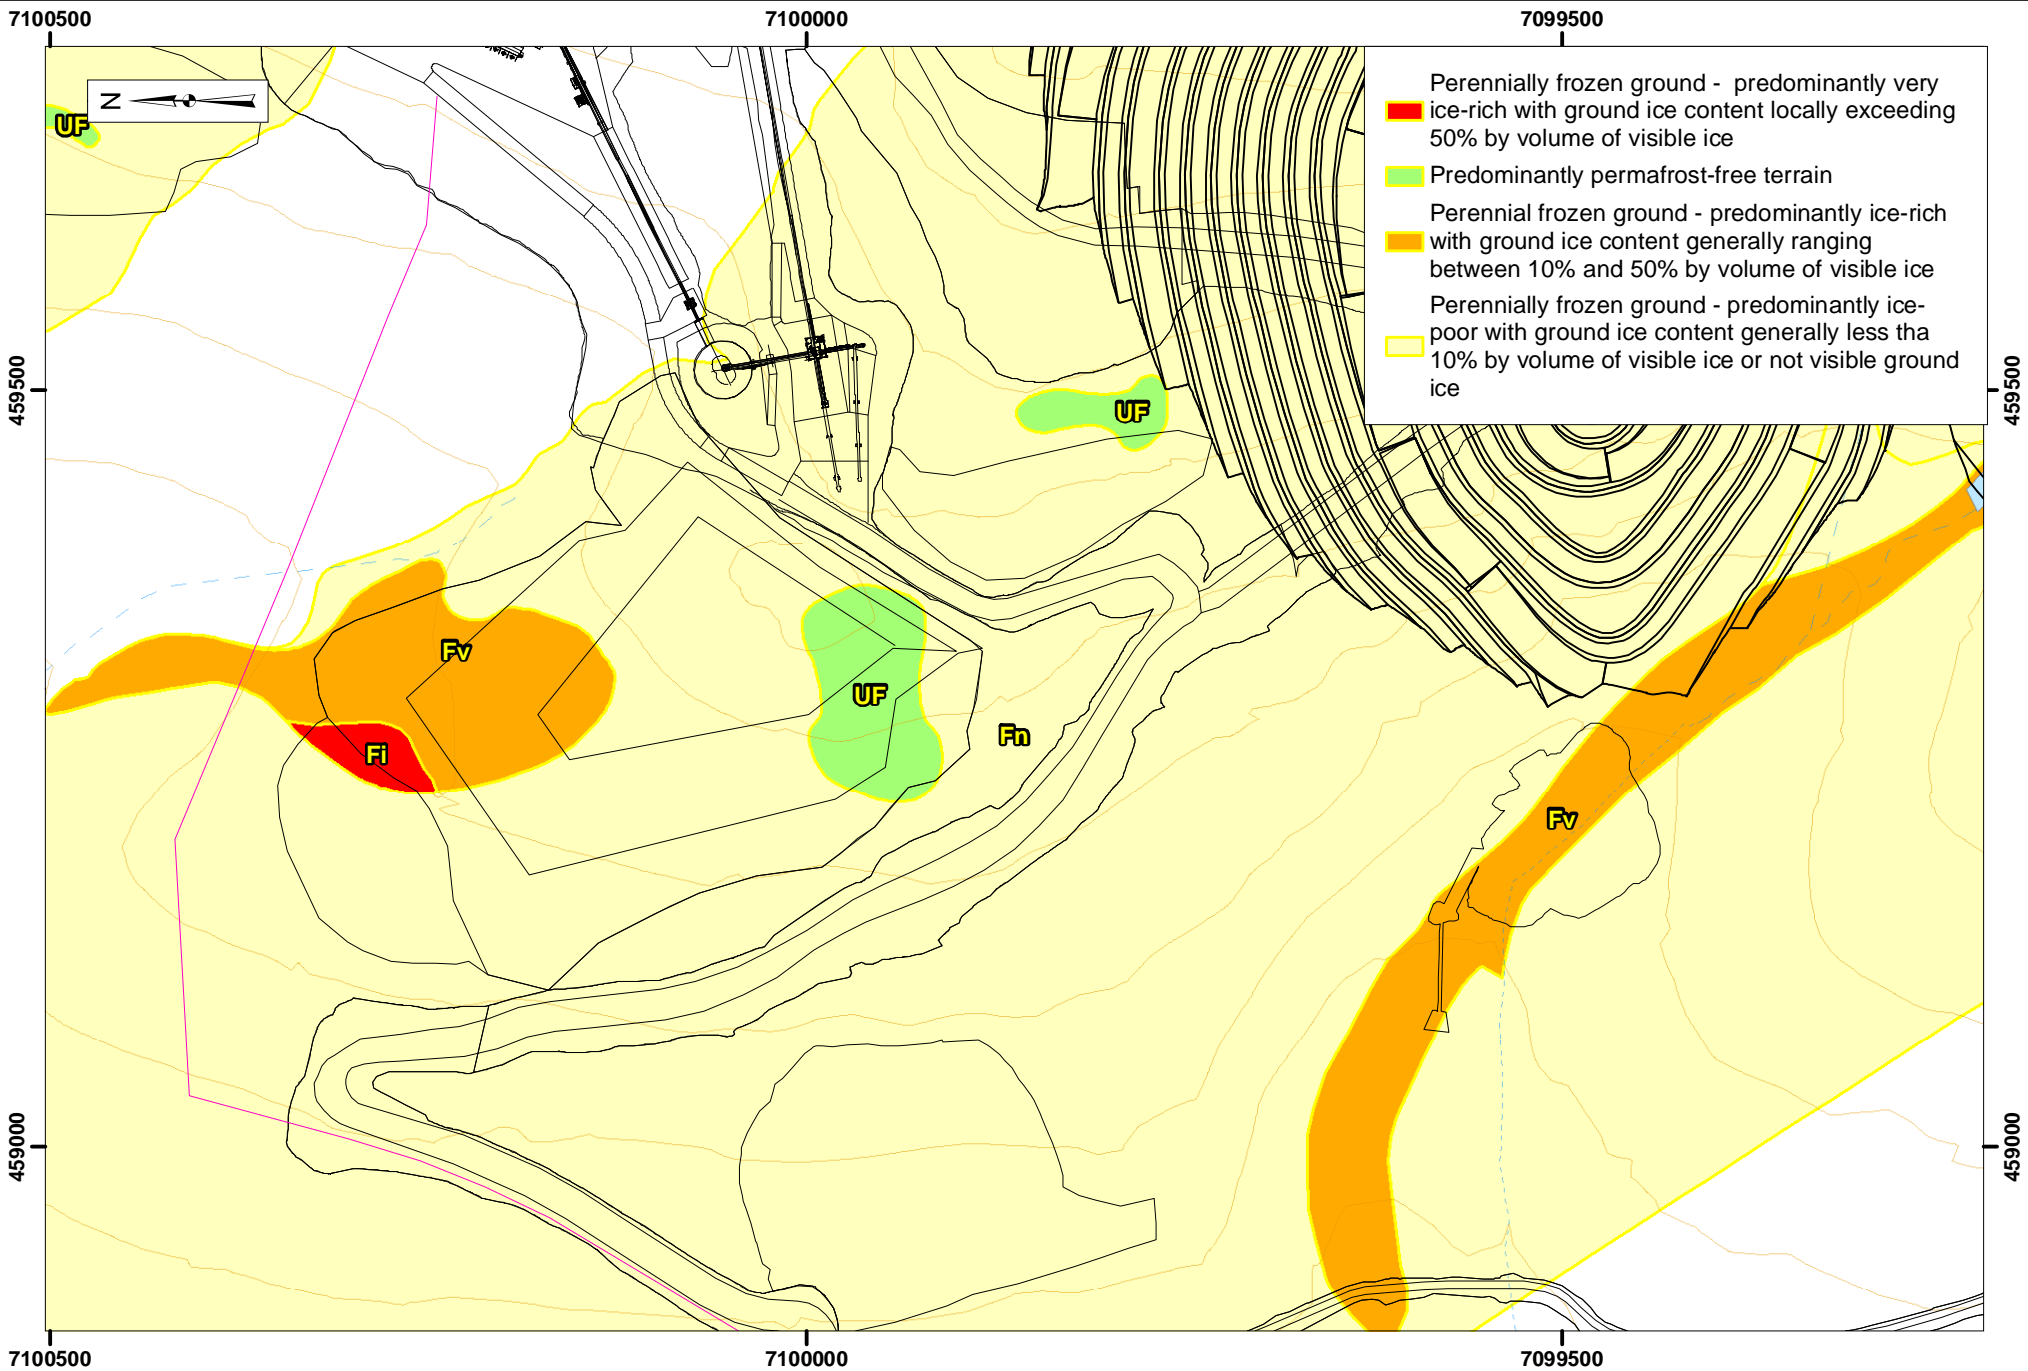 7100500
7100000
7099500
N
UF
Perennially frozen ground - predominantly very
ice-rich with ground ice content locally exceeding
50% by volume of visible ice
Predominantly permafrost-free terrain
Perennial frozen ground - predominantly ice-rich
with ground ice content generally ranging
between 10% and 50% by volume of visible ice
Perennially frozen ground - predominantly ice-
poor with ground ice content generally less tha
10% by volume of visible ice or not visible ground
ice
459500
459500
UF
Fv
UF
Fn
Fi
Fv
459000
459000
7100500
7100000
7099500